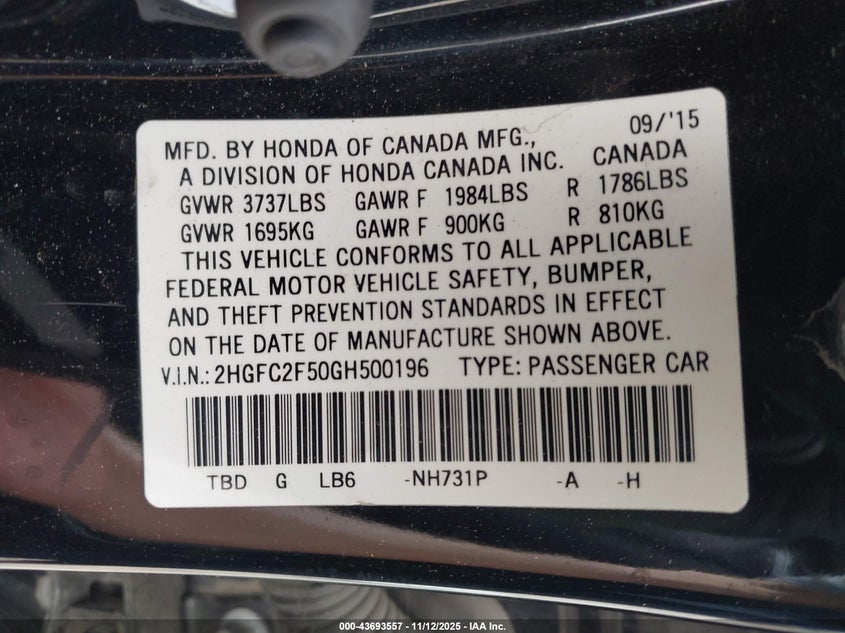 09/'15
MFD. BY HONDA OF CANADA MFG.,
A DIVISION OF HONDA CANADA INC. CANADA
GVWR 3737LBS GAWR F 1984LBS R 1786LBS
GVWR 1695KG GAWR F 900KG R 810KG
THIS VEHICLE CONFORMS TO ALL APPLICABLE
FEDERAL MOTOR VEHICLE SAFETY, BUMPER,
AND THEFT PREVENTION STANDARDS IN EFFECT
ON THE DATE OF MANUFACTURE SHOWN ABOVE.
V.I.N.: 2HGFC2F50GH500196 TYPE: PASSENGER CAR
TBD G LB6 -NH731P -A -H
000-43693557 - 11/12/2025 - IAA Inc.